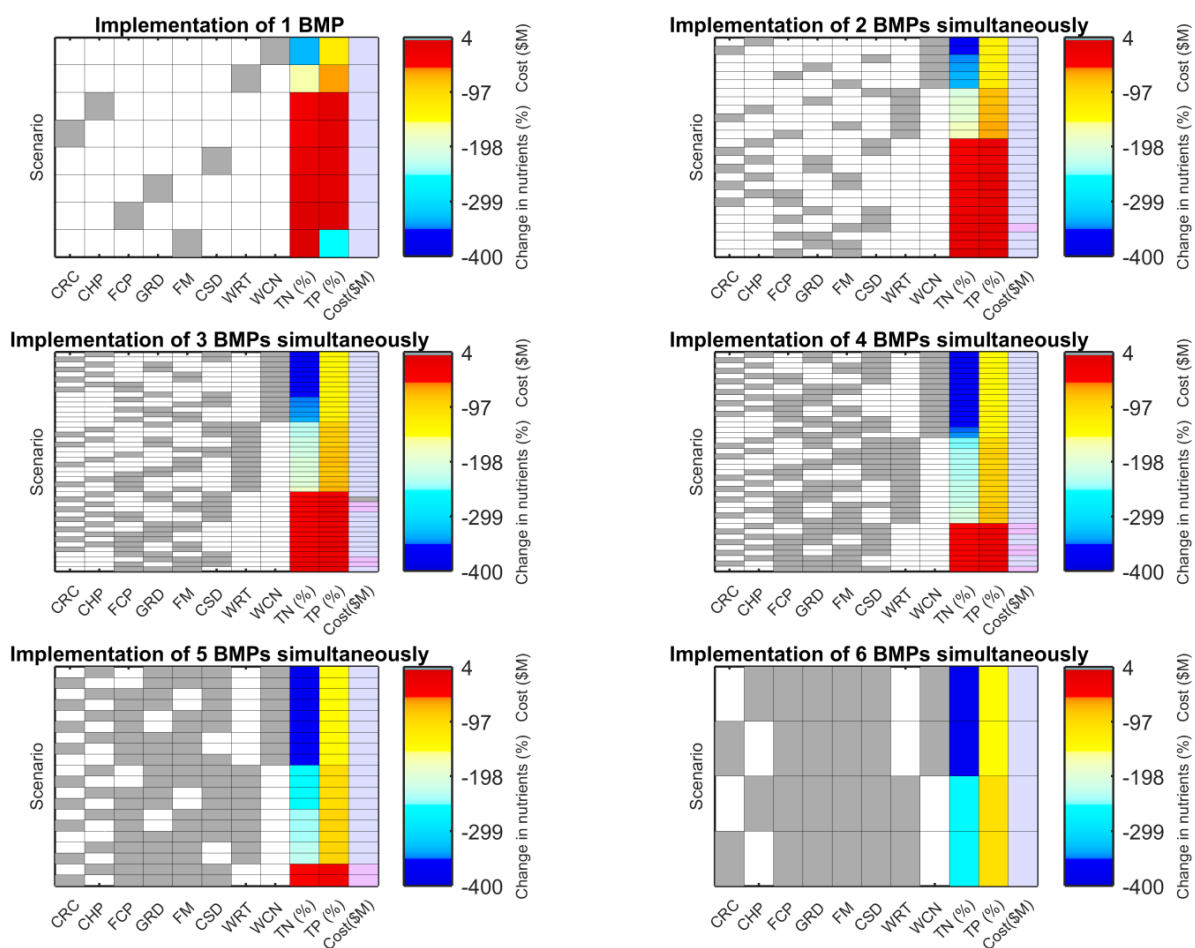 Implementation of 1 BMP
Scenario
CRC
CHP
FCP
GRD
FM
CSD
WRT
WCN
TN (%)
TP (%)
Cost($M)
4
-97
-198
-299
-400
Change in nutrients (%) Cost ($M)
Implementation of 2 BMPs simultaneously
Scenario
CRC
CHP
FCP
GRD
FM
CSD
WRT
WCN
TN (%)
TP (%)
Cost($M)
4
-97
-198
-299
-400
Change in nutrients (%) Cost ($M)
Implementation of 3 BMPs simultaneously
Scenario
CRC
CHP
FCP
GRD
FM
CSD
WRT
WCN
TN (%)
TP (%)
Cost($M)
4
-97
-198
-299
-400
Change in nutrients (%) Cost ($M)
Implementation of 4 BMPs simultaneously
Scenario
CRC
CHP
FCP
GRD
FM
CSD
WRT
WCN
TN (%)
TP (%)
Cost($M)
4
-97
-198
-299
-400
Change in nutrients (%) Cost ($M)
Implementation of 5 BMPs simultaneously
Scenario
CRC
CHP
FCP
GRD
FM
CSD
WRT
WCN
TN (%)
TP (%)
Cost($M)
4
-97
-198
-299
-400
Change in nutrients (%) Cost ($M)
Implementation of 6 BMPs simultaneously
Scenario
CRC
CHP
FCP
GRD
FM
CSD
WRT
WCN
TN (%)
TP (%)
Cost($M)
4
-97
-198
-299
-400
Change in nutrients (%) Cost ($M)